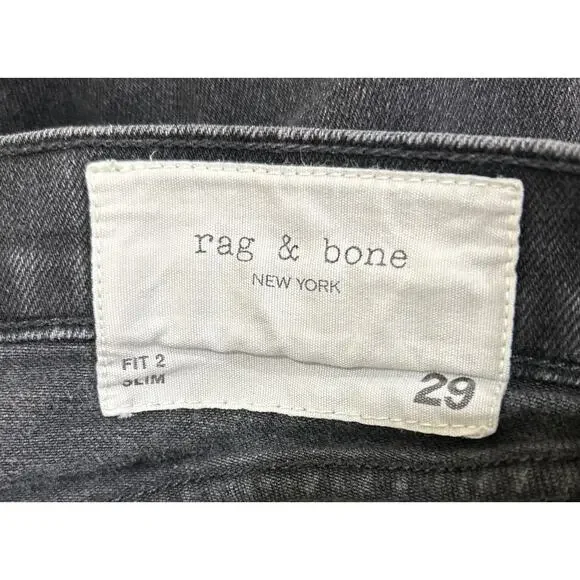 rag & bone
NEW YORK
FIT 2
SLIM
29